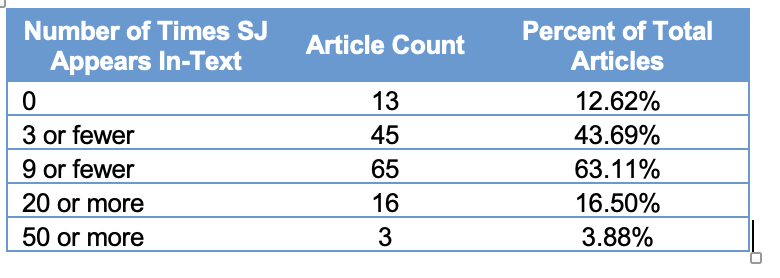 Number of Times SJ Appears In-Text	Article Count	Percent of Total Articles
0	13	12.62%
3 or fewer	45	43.69%
9 or fewer	65	63.11%
20 or more	16	16.50%
50 or more	3	3.88%